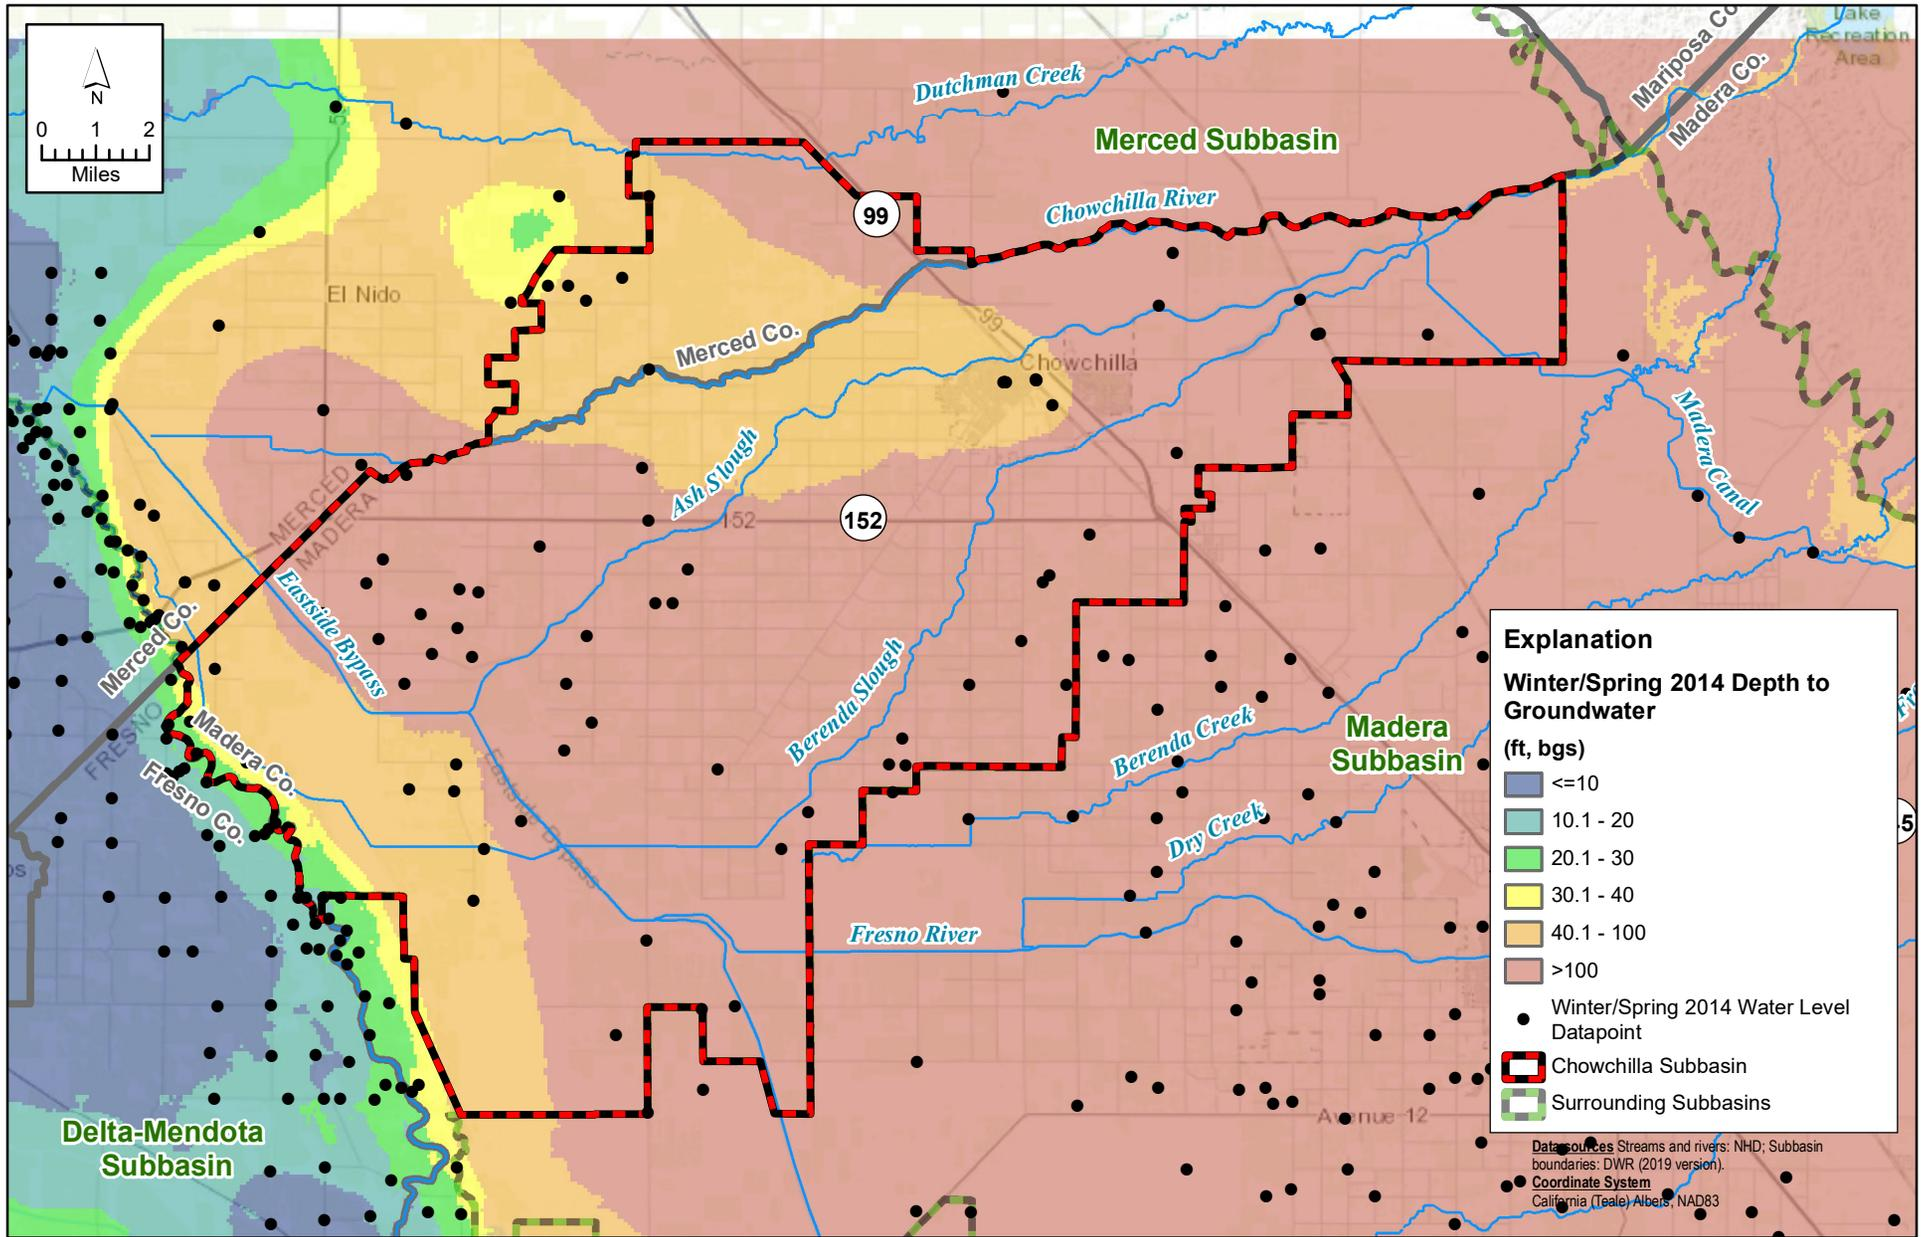 N
0 1 2
Miles
Lake
Recreation
Area
Mariposa Co.
Madera Co.
Dutchman Creek
Merced Subbasin
Chowchilla River
99
El Nido
Merced Co.
99
Chowchilla
Madera Canal
Ash Slough
MERCED
MADERA
152
152
Eastside Bypass
Merced Co.
FRESNO
Madera Co.
Fresno Co.
Eastside Bypass
Berenda Slough
Berenda Creek
Madera
Subbasin
Dry Creek
Fresno River
Avenue 12
Delta-Mendota
Subbasin
Explanation
Winter/Spring 2014 Depth to
Groundwater
(ft, bgs)
<=10
10.1 - 20
20.1 - 30
30.1 - 40
40.1 - 100
>100
Winter/Spring 2014 Water Level
Datapoint
Chowchilla Subbasin
Surrounding Subbasins
Data sources Streams and rivers: NHD; Subbasin
boundaries: DWR (2019 version).
Coordinate System
California (Teale) Albers, NAD83